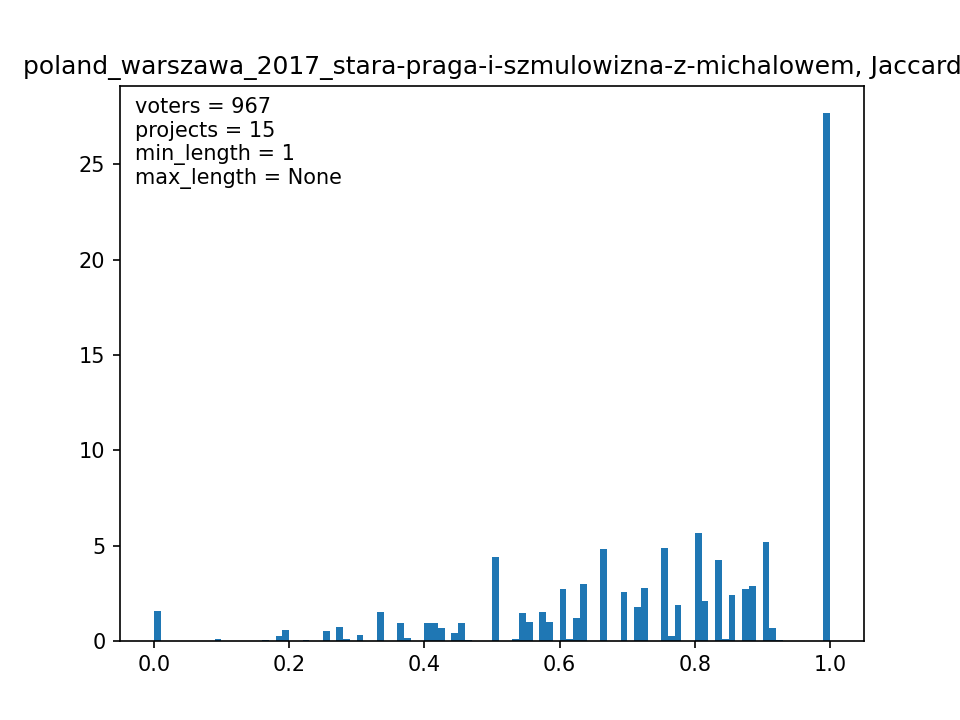 poland_warszawa_2017_stara-praga-i-szmulowizna-z-michalowem, Jaccard
voters = 967
projects = 15
min_length = 1
max_length = None
25
20
15
10
5
0
0.0 0.2 0.4 0.6 0.8 1.0